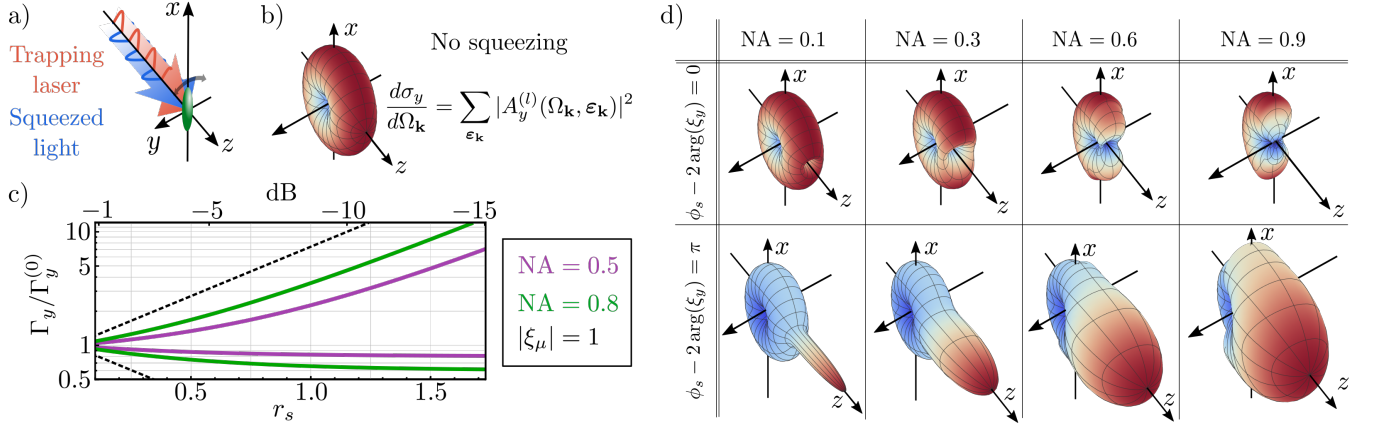 a)
x
Trapping
laser
Squeezed
light
y
z
b)
x
No squeezing
dσ_y/dΩ_k = ∑_{ε_k} |A_y^{(l)}(Ω_k, ε_k)|²
z
c)
dB
−1 −5 −10 −15
Γ_y/Γ_y^{(0)}
10
5
1
0.5
0.5 1.0 1.5
r_s
NA = 0.5
NA = 0.8
|ξ_μ| = 1
d)
NA = 0.1 NA = 0.3 NA = 0.6 NA = 0.9
ϕ_s − 2 arg(ξ_y) = 0
x x x x
z z z z
ϕ_s − 2 arg(ξ_y) = π
x x x x
z z z z